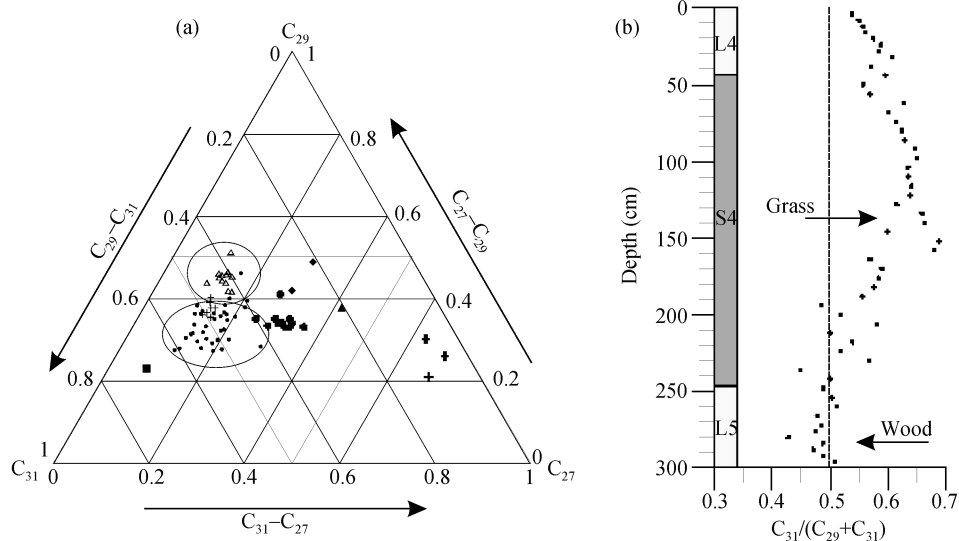 (a)
C29
0 1
0.2 0.8
0.4 0.6
0.6 0.4
0.8 0.2
1 0
C31 C27
0 0.2 0.4 0.6 0.8 1
C29–C31
C27–C29
C31–C27
(b)
0
50
100
150
200
250
300
Depth (cm)
L4
S4
L5
Grass
Wood
0.3 0.4 0.5 0.6 0.7
C31/(C29+C31)